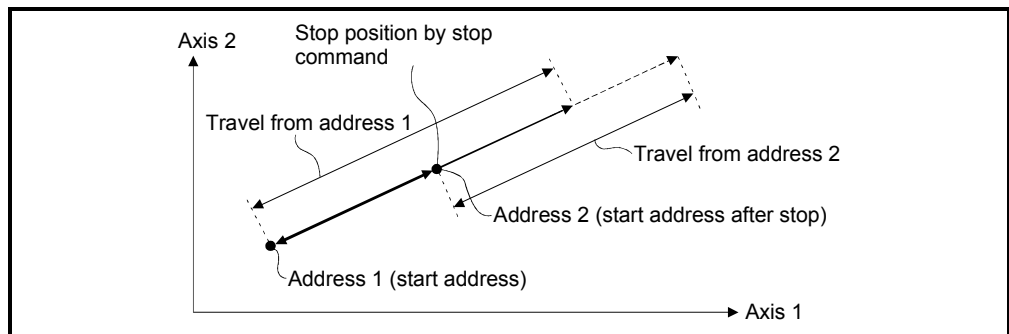 Stop position by stop
command
Axis 2
Travel from address 1
Travel from address 2
Address 2 (start address after stop)
Address 1 (start address)
Axis 1